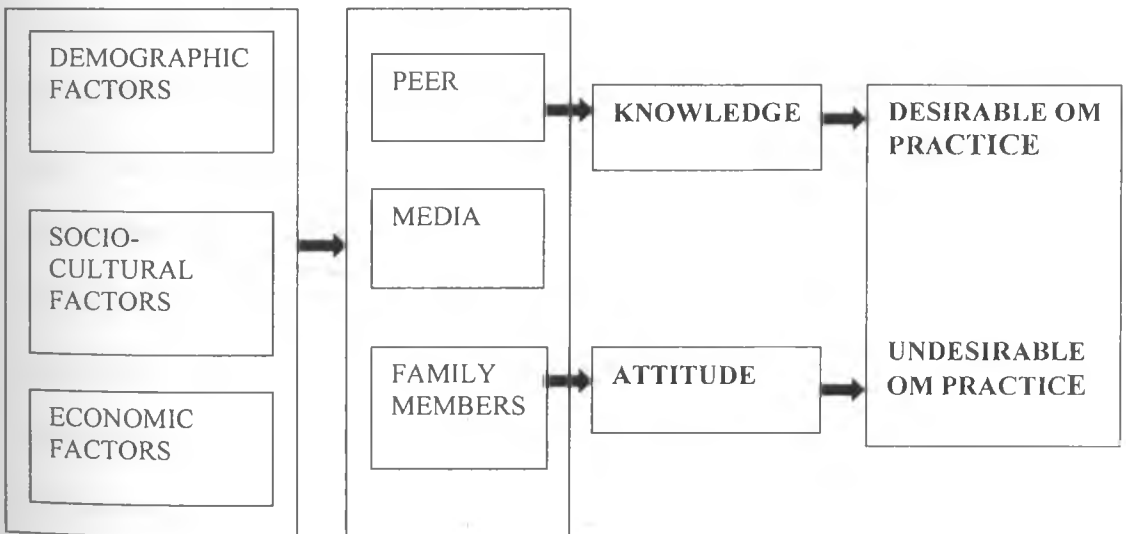 DEMOGRAPHIC
FACTORS
SOCIO-
CULTURAL
FACTORS
ECONOMIC
FACTORS
PEER
MEDIA
FAMILY
MEMBERS
KNOWLEDGE
ATTITUDE
DESIRABLE OM
PRACTICE
UNDESIRABLE
OM PRACTICE